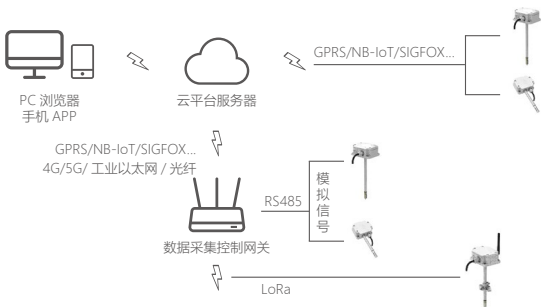 GPRS/NB-IoT/SIGFOX...
PC 浏览器
手机 APP
云平台服务器
GPRS/NB-IoT/SIGFOX...
4G/5G/ 工业以太网 / 光纤
RS485
模拟信号
数据采集控制网关
LoRa